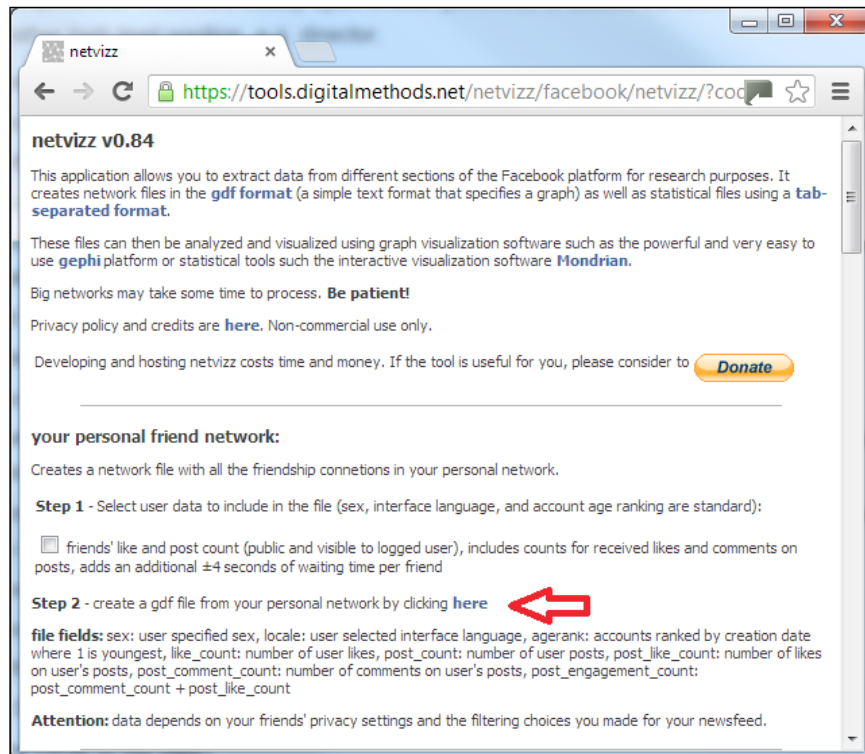 netvizz
https://tools.digitalmethods.net/netvizz/facebook/netvizz/?coc
netvizz v0.84
This application allows you to extract data from different sections of the Facebook platform for research purposes. It
creates network files in the gdf format (a simple text format that specifies a graph) as well as statistical files using a tab-
separated format.
These files can then be analyzed and visualized using graph visualization software such as the powerful and very easy to
use gephi platform or statistical tools such the interactive visualization software Mondrian.
Big networks may take some time to process. Be patient!
Privacy policy and credits are here. Non-commercial use only.
Developing and hosting netvizz costs time and money. If the tool is useful for you, please consider to Donate
your personal friend network:
Creates a network file with all the friendship connetions in your personal network.
Step 1 - Select user data to include in the file (sex, interface language, and account age ranking are standard):
friends' like and post count (public and visible to logged user), includes counts for received likes and comments on
posts, adds an additional ±4 seconds of waiting time per friend
Step 2 - create a gdf file from your personal network by clicking here
file fields: sex: user specified sex, locale: user selected interface language, agerank: accounts ranked by creation date
where 1 is youngest, like_count: number of user likes, post_count: number of user posts, post_like_count: number of likes
on user's posts, post_comment_count: number of comments on user's posts, post_engagement_count:
post_comment_count + post_like_count
Attention: data depends on your friends' privacy settings and the filtering choices you made for your newsfeed.